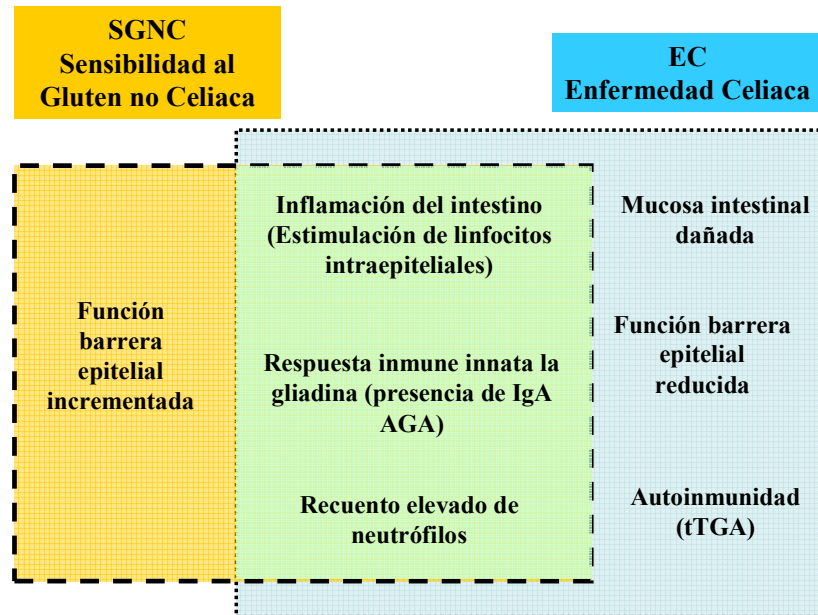 SGNC
Sensibilidad al
Gluten no Celiaca
EC
Enfermedad Celiaca
Función
barrera
epitelial
incrementada
Inflamación del intestino
(Estimulación de linfocitos
intraepiteliales)
Respuesta inmune innata la
gliadina (presencia de IgA
AGA)
Recuento elevado de
neutrófilos
Mucosa intestinal
dañada
Función barrera
epitelial
reducida
Autoinmunidad
(tTGA)